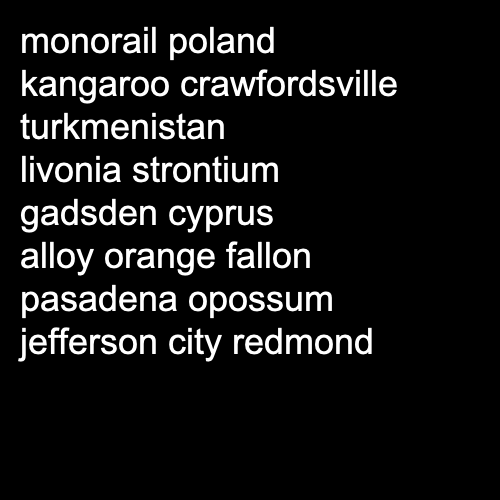 monorail poland
kangaroo crawfordsville
turkmenistan
livonia strontium
gadsden cyprus
alloy orange fallon
pasadena opossum
jefferson city redmond